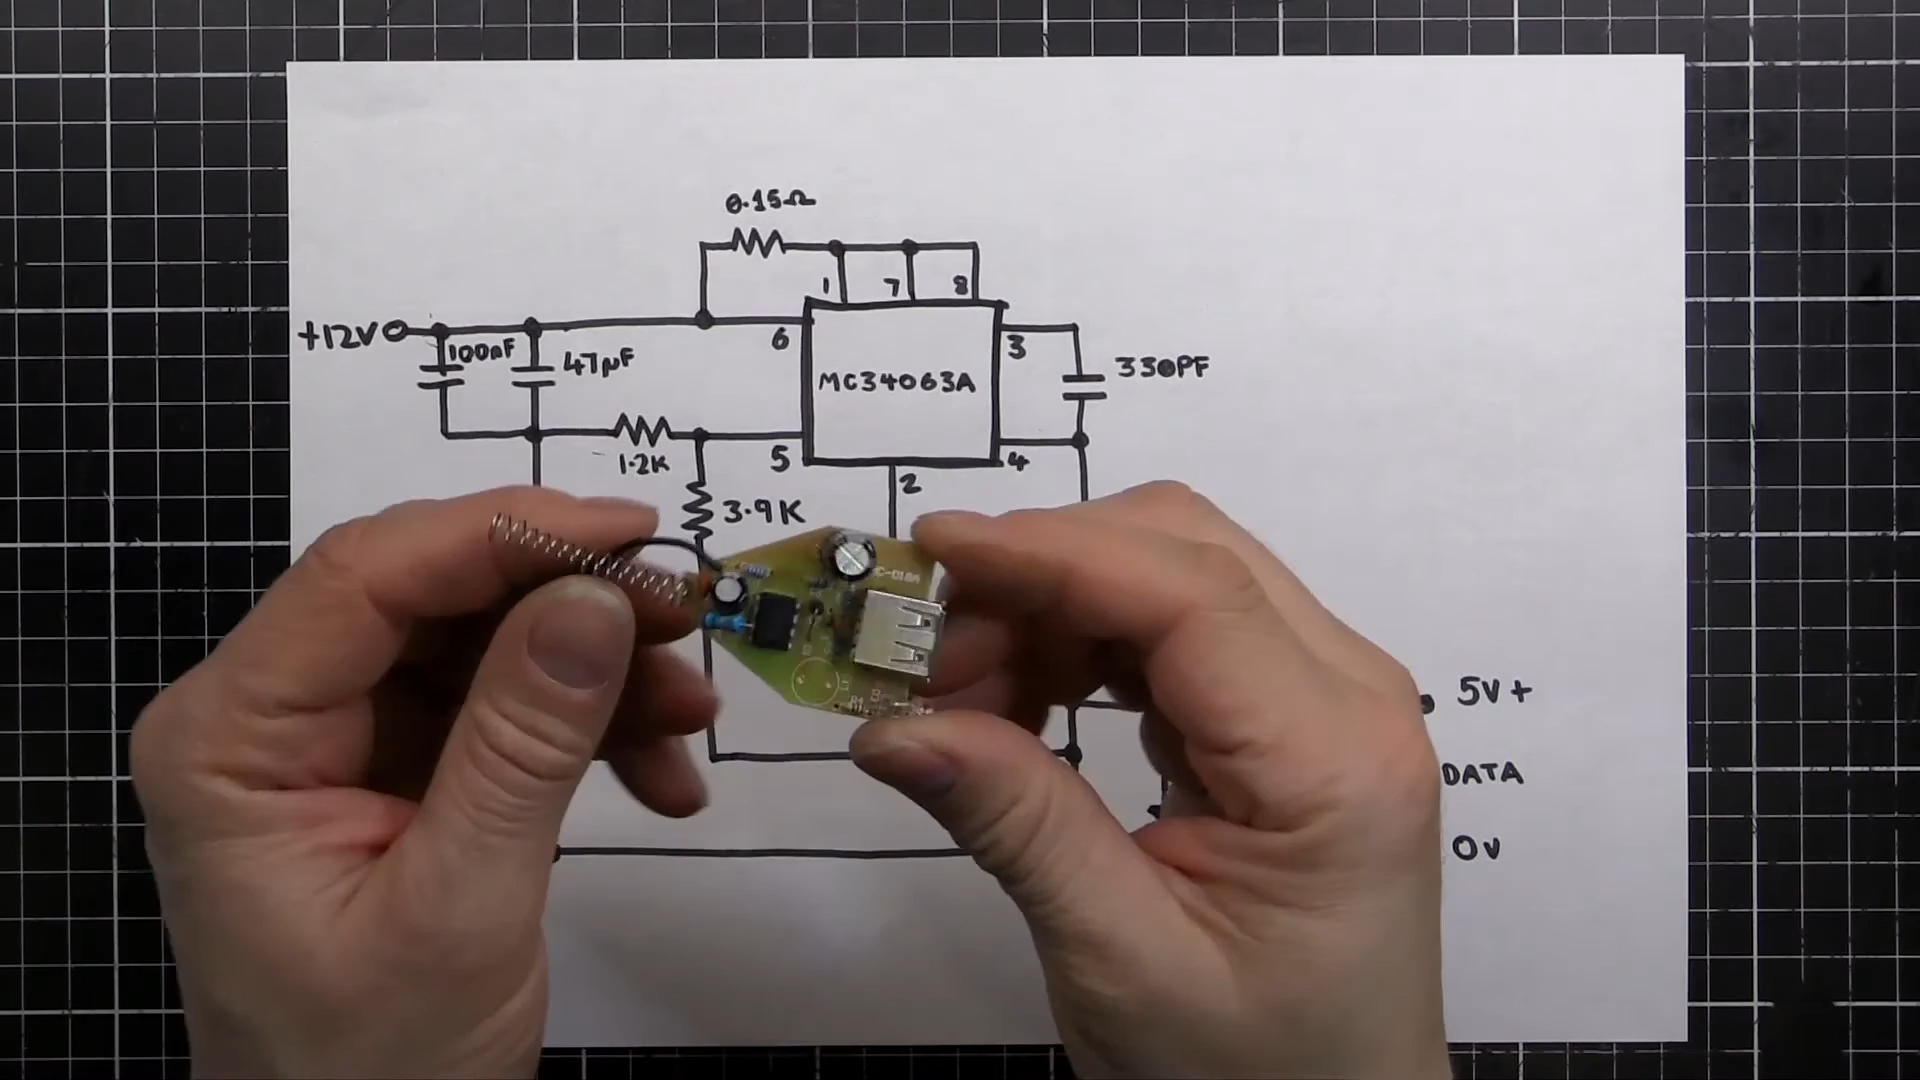 0.15Ω
1 7 8
+12V
100nF
47µF
6
3
MC34063A
330PF
1.2K
5
4
2
3.9K
C-018A
5V+
DATA
0V